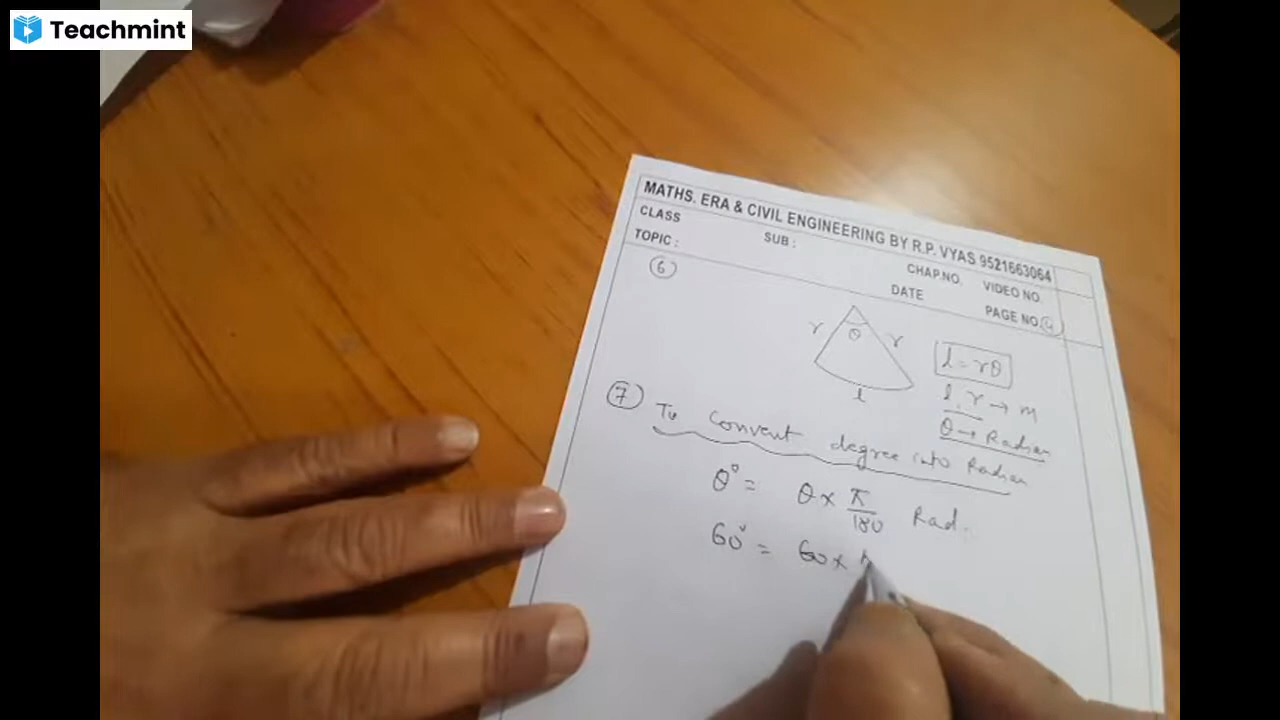 Teachmint
MATHS. ERA & CIVIL ENGINEERING BY R.P. VYAS 9521663064
CLASS
SUB :
CHAP.NO.
VIDEO NO.
TOPIC :
DATE
PAGE NO. 4
6
r
θ
r
l
l = rθ
l, r → m
θ → Radian
7 To Convert degree into Radian
θ° = θ × π/180 Rad.
60° = 60 ×